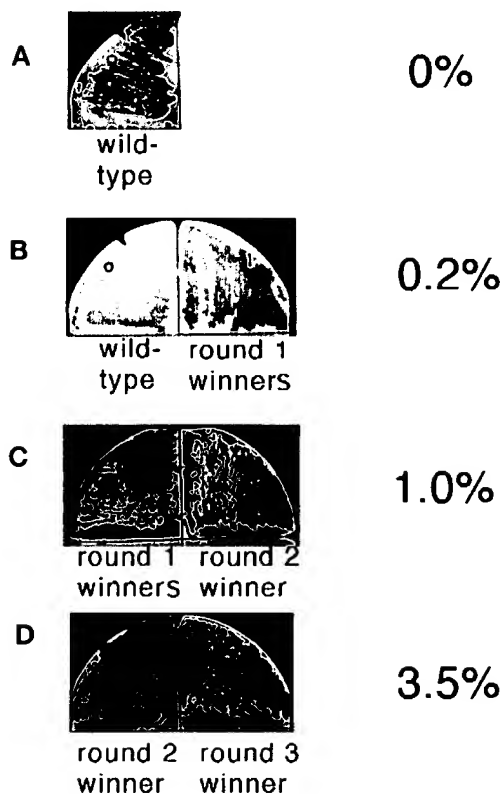 A
0%
wild-
type
B
0.2%
wild- round 1
type winners
C
1.0%
round 1 round 2
winners winner
D
3.5%
round 2 round 3
winner winner